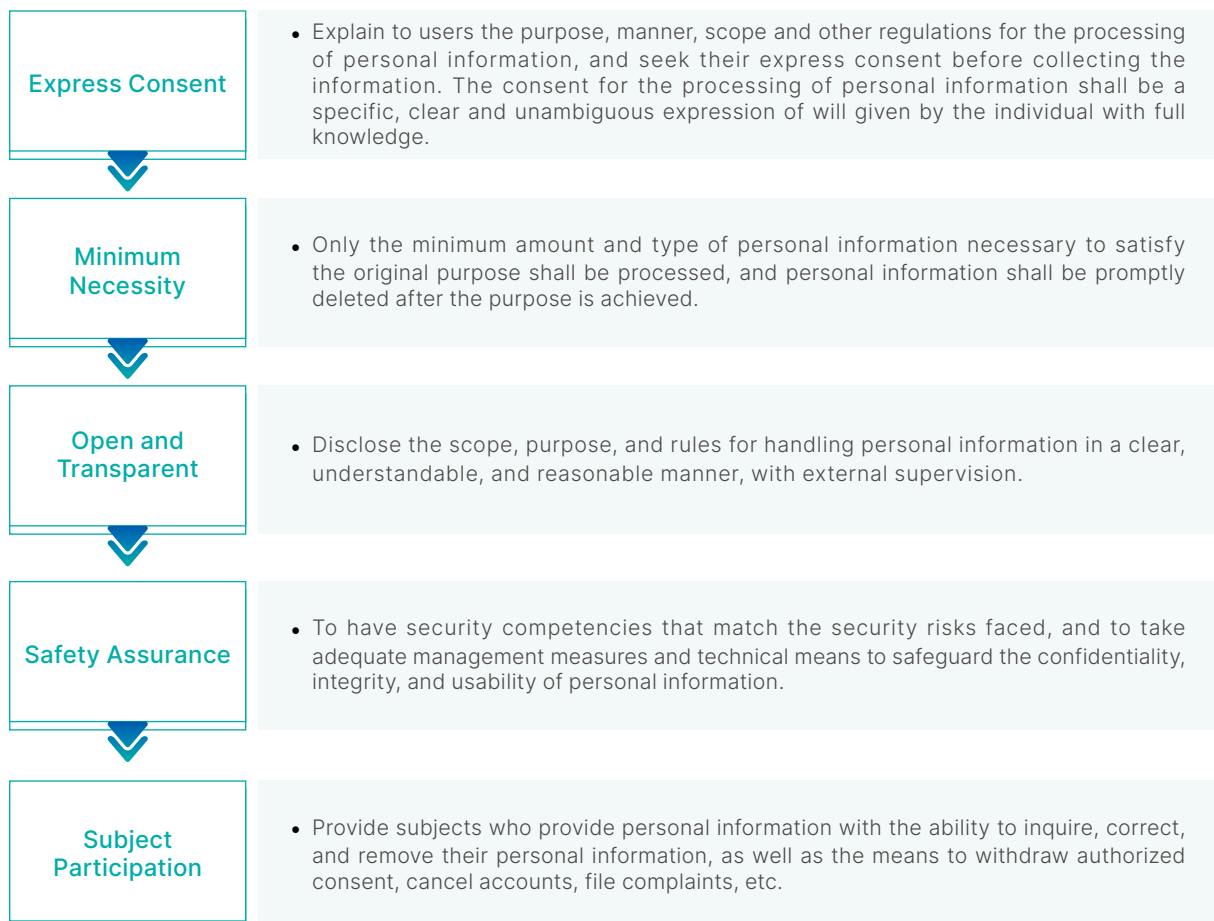 Express Consent
• Explain to users the purpose, manner, scope and other regulations for the processing
of personal information, and seek their express consent before collecting the
information. The consent for the processing of personal information shall be a
specific, clear and unambiguous expression of will given by the individual with full
knowledge.
Minimum
Necessity
• Only the minimum amount and type of personal information necessary to satisfy
the original purpose shall be processed, and personal information shall be promptly
deleted after the purpose is achieved.
Open and
Transparent
• Disclose the scope, purpose, and rules for handling personal information in a clear,
understandable, and reasonable manner, with external supervision.
Safety Assurance
• To have security competencies that match the security risks faced, and to take
adequate management measures and technical means to safeguard the confidentiality,
integrity, and usability of personal information.
Subject
Participation
• Provide subjects who provide personal information with the ability to inquire, correct,
and remove their personal information, as well as the means to withdraw authorized
consent, cancel accounts, file complaints, etc.